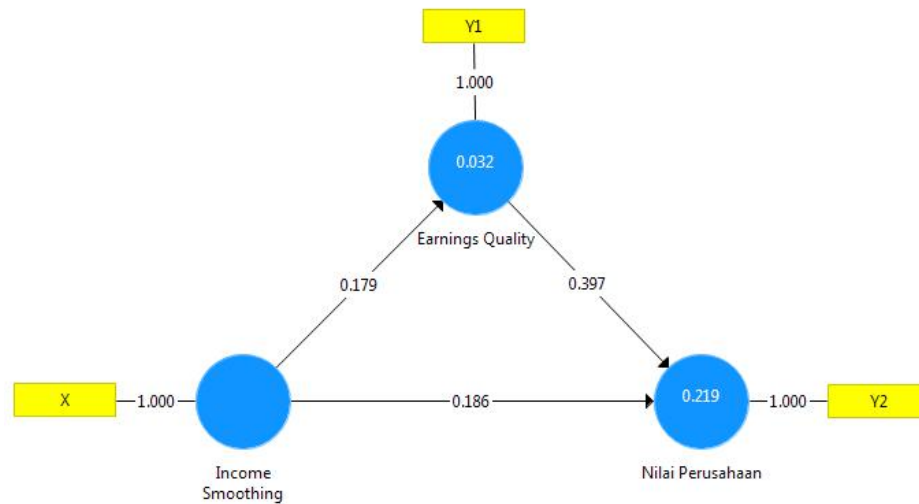 Y1
1.000
0.032
Earnings Quality
0.179
0.397
X
1.000
0.186
0.219
1.000
Y2
Income
Smoothing
Nilai Perusahaan